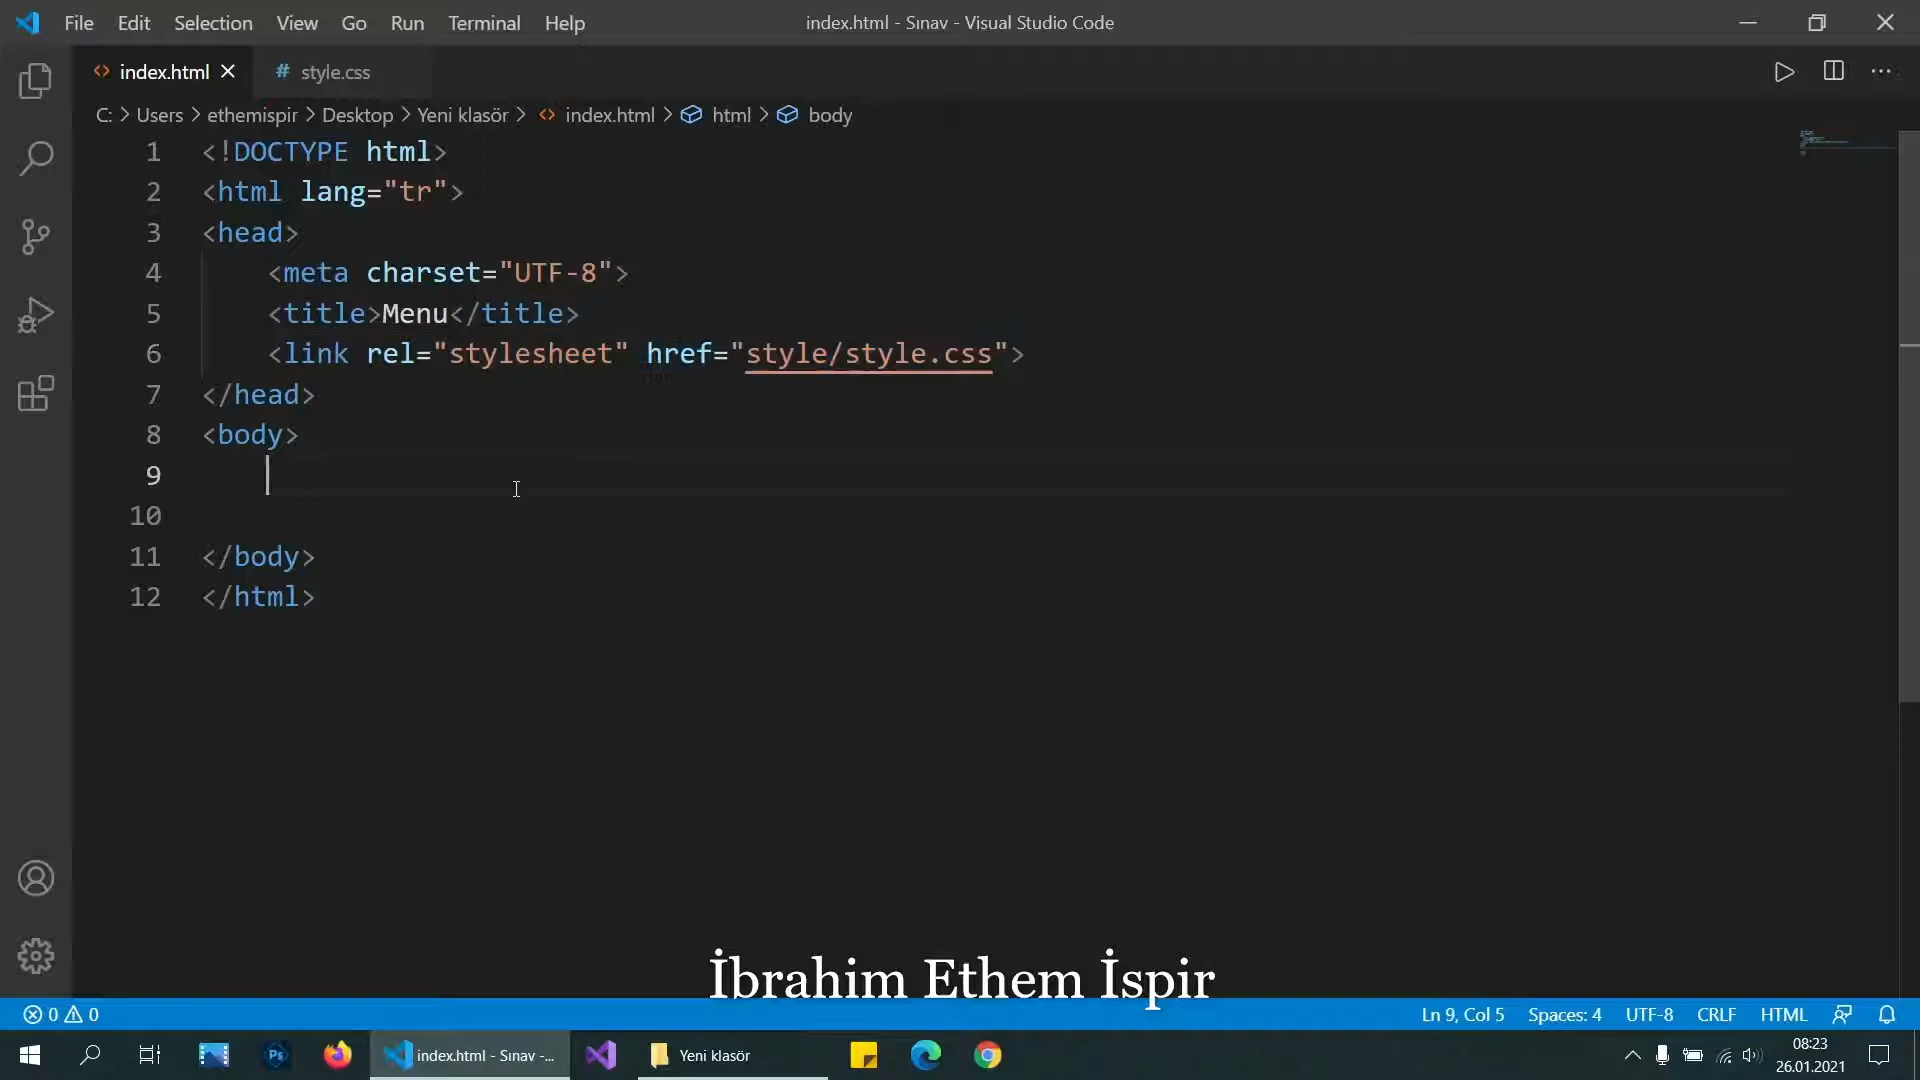 File Edit Selection View Go Run Terminal Help index.html - Sınav - Visual Studio Code
index.html # style.css
C: > Users > ethemispir > Desktop > Yeni klasör > index.html > html > body
1 <!DOCTYPE html>
2 <html lang="tr">
3 <head>
4 <meta charset="UTF-8">
5 <title>Menu</title>
6 <link rel="stylesheet" href="style/style.css">
7 </head>
8 <body>
9
10
11 </body>
12 </html>
İbrahim Ethem İspir
0 0 Ln 9, Col 5 Spaces: 4 UTF-8 CRLF HTML
Ps index.html - Sınav -... Yeni klasör 08:23
26.01.2021